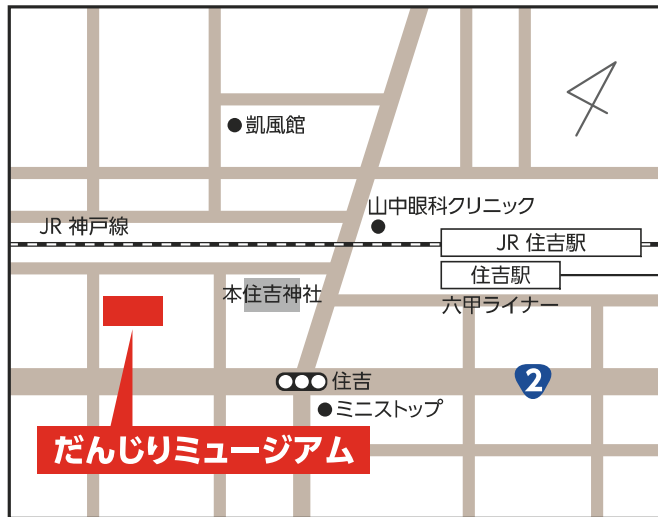 凱風館
山中眼科クリニック
JR 神戸線
JR 住吉駅
住吉駅
本住吉神社
六甲ライナー
住吉
2
ミニストップ
だんじりミュージアム